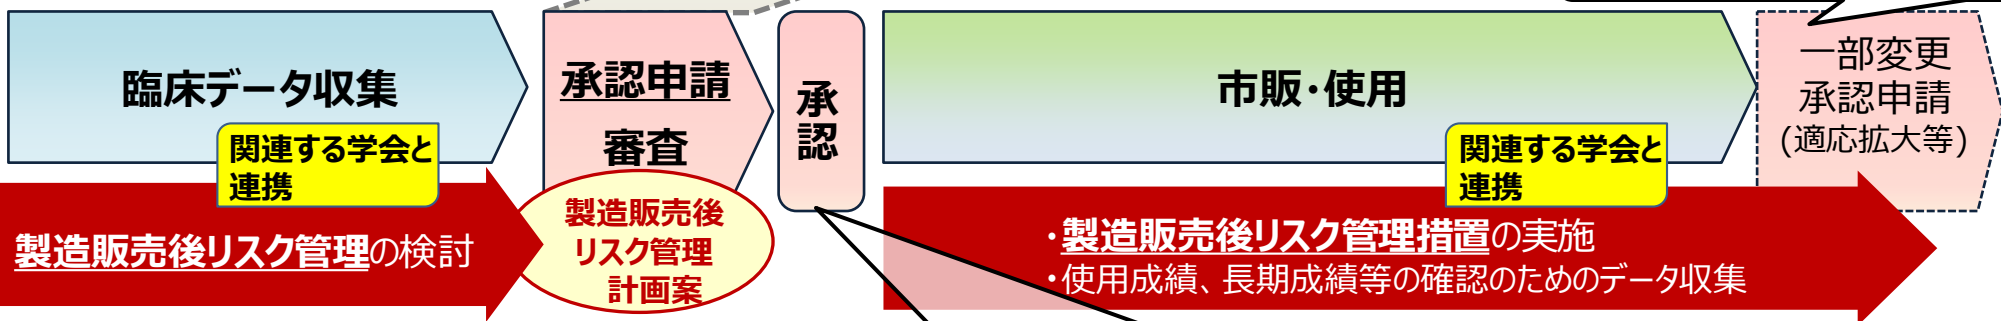 臨床データ収集
関連する学会と
連携
製造販売後リスク管理の検討
承認申請
審査
製造販売後
リスク管理
計画案
承
認
市販・使用
関連する学会と
連携
・製造販売後リスク管理措置の実施
・使用成績、長期成績等の確認のためのデータ収集
一部変更
承認申請
(適応拡大等)